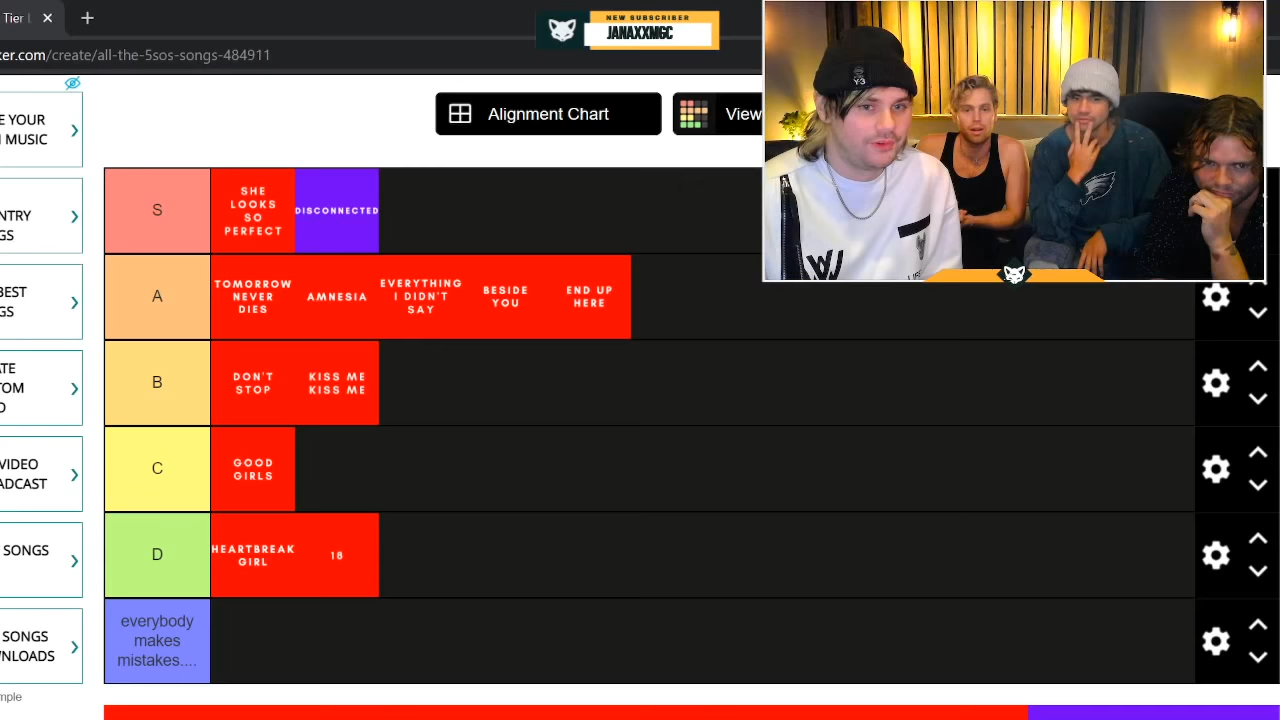 Tier
ker.com/create/all-the-5sos-songs-484911
NEW SUBSCRIBER
JANAXXMGC
Y-3
E YOUR
MUSIC
NTRY
GS
BEST
GS
ATE
TOM
O
VIDEO
ADCAST
SONGS
SONGS
NLOADS
mple
Alignment Chart
View
S
SHE
LOOKS
SO
PERFECT
DISCONNECTED
A
TOMORROW
NEVER
DIES
AMNESIA
EVERYTHING
I DIDN'T
SAY
BESIDE
YOU
END UP
HERE
B
DON'T
STOP
KISS ME
KISS ME
C
GOOD
GIRLS
D
HEARTBREAK
GIRL
18
everybody
makes
mistakes....